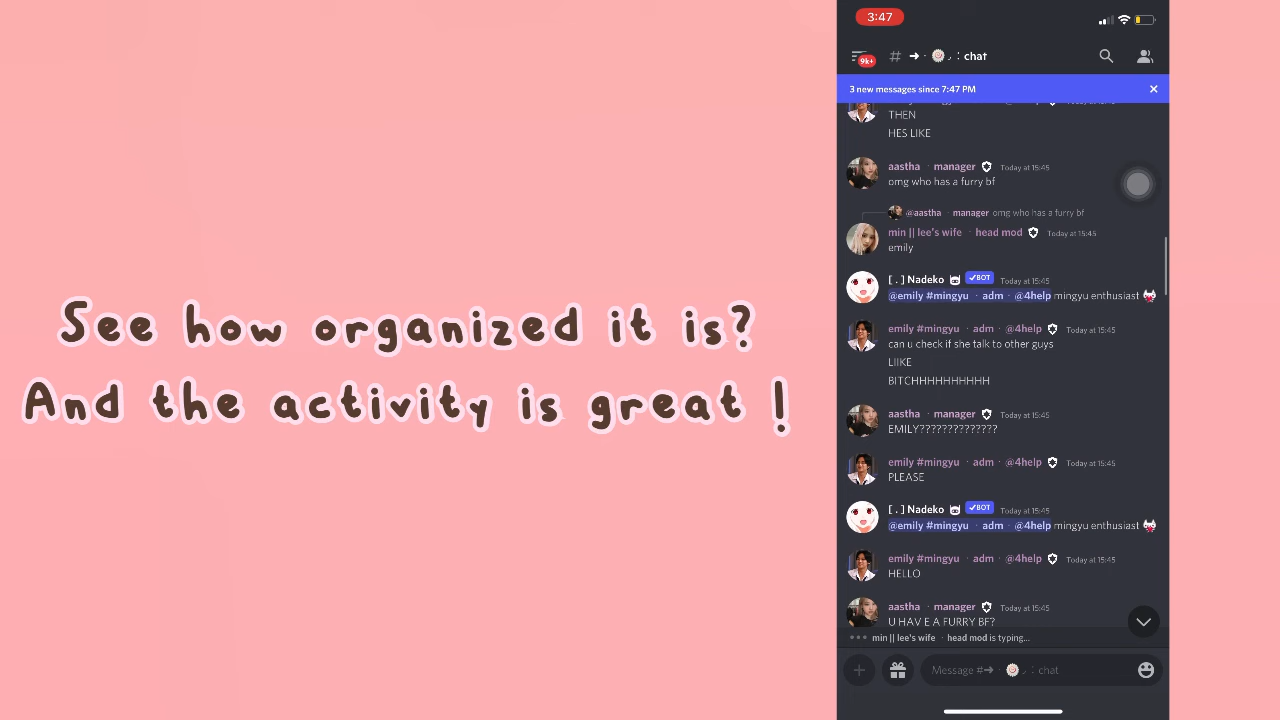 See how organized it is?
And the activity is great !
3:47
9k+
# ➜ · : chat
3 new messages since 7:47 PM
THEN
HES LIKE
aastha · manager Today at 15:45
omg who has a furry bf
@aastha · manager omg who has a furry bf
min || lee's wife · head mod Today at 15:45
emily
[ . ] Nadeko ✔BOT Today at 15:45
@emily #mingyu · adm · @4help mingyu enthusiast
emily #mingyu · adm · @4help Today at 15:45
can u check if she talk to other guys
LIIKE
BITCHHHHHHHHHH
aastha · manager Today at 15:45
EMILY??????????????
emily #mingyu · adm · @4help Today at 15:45
PLEASE
[ . ] Nadeko ✔BOT Today at 15:45
@emily #mingyu · adm · @4help mingyu enthusiast
emily #mingyu · adm · @4help Today at 15:45
HELLO
aastha · manager Today at 15:45
U HAV E A FURRY BF?
min || lee's wife · head mod is typing...
Message #➜ · : chat